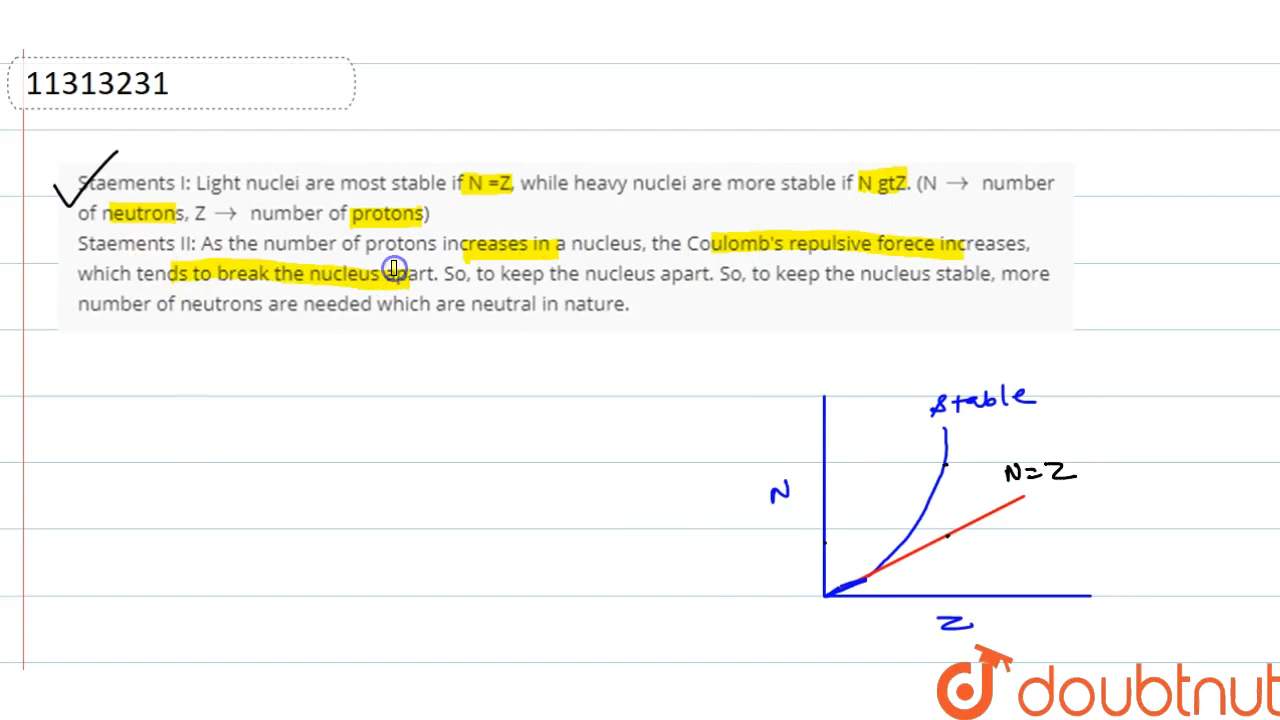 11313231
Staements I: Light nuclei are most stable if N =Z, while heavy nuclei are more stable if N gtZ. (N → number
of neutrons, Z → number of protons)
Staements II: As the number of protons increases in a nucleus, the Coulomb's repulsive forece increases,
which tends to break the nucleus apart. So, to keep the nucleus apart. So, to keep the nucleus stable, more
number of neutrons are needed which are neutral in nature.
stable
N=Z
N
Z
doubtnut